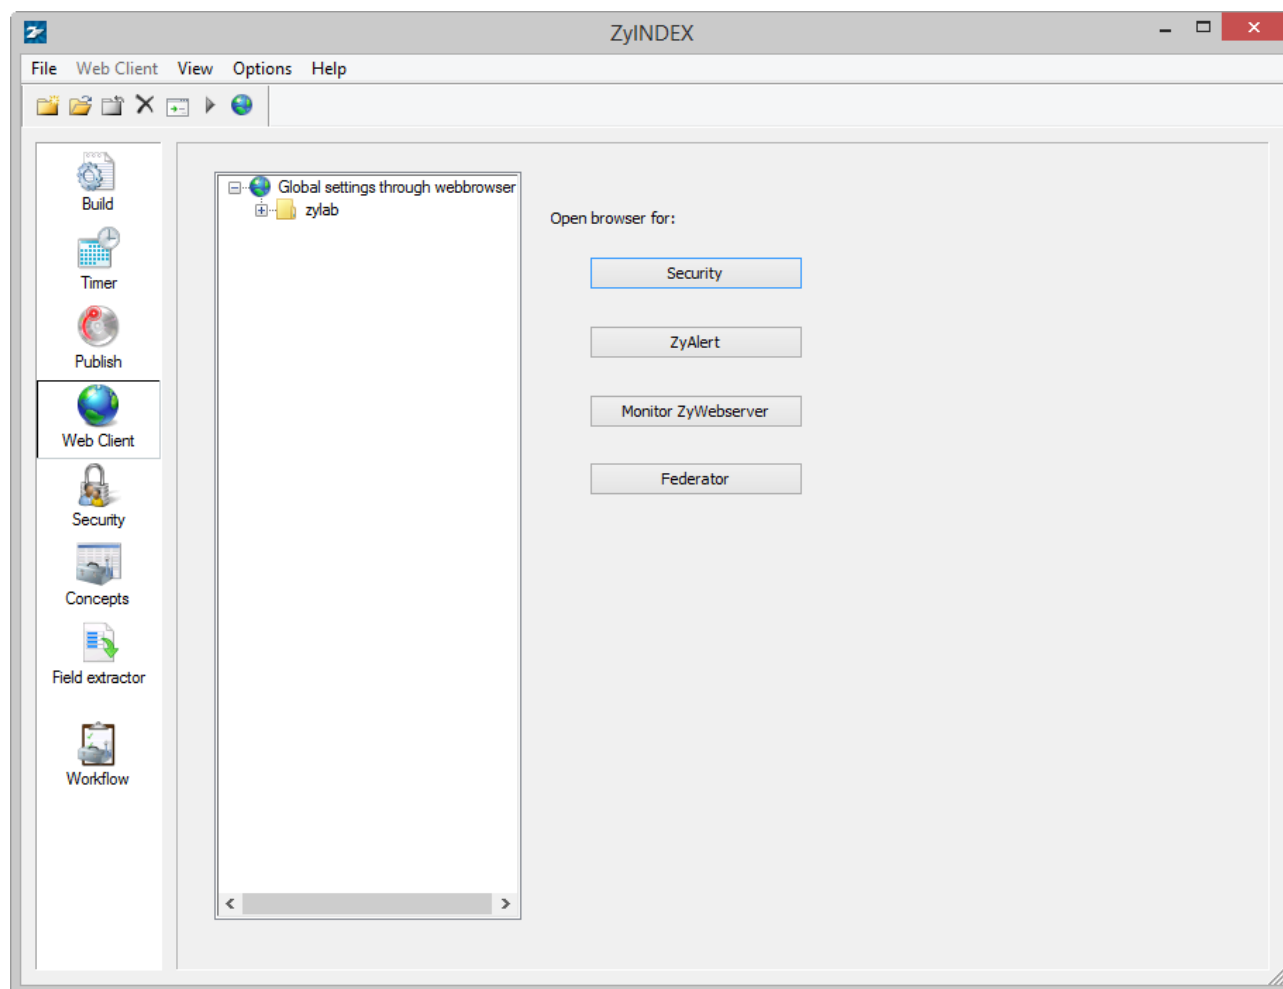 ZyINDEX
File Web Client View Options Help
Build
Timer
Publish
Web Client
Security
Concepts
Field extractor
Workflow
Global settings through webbrowser
zylab
Open browser for:
Security
ZyAlert
Monitor ZyWebserver
Federator